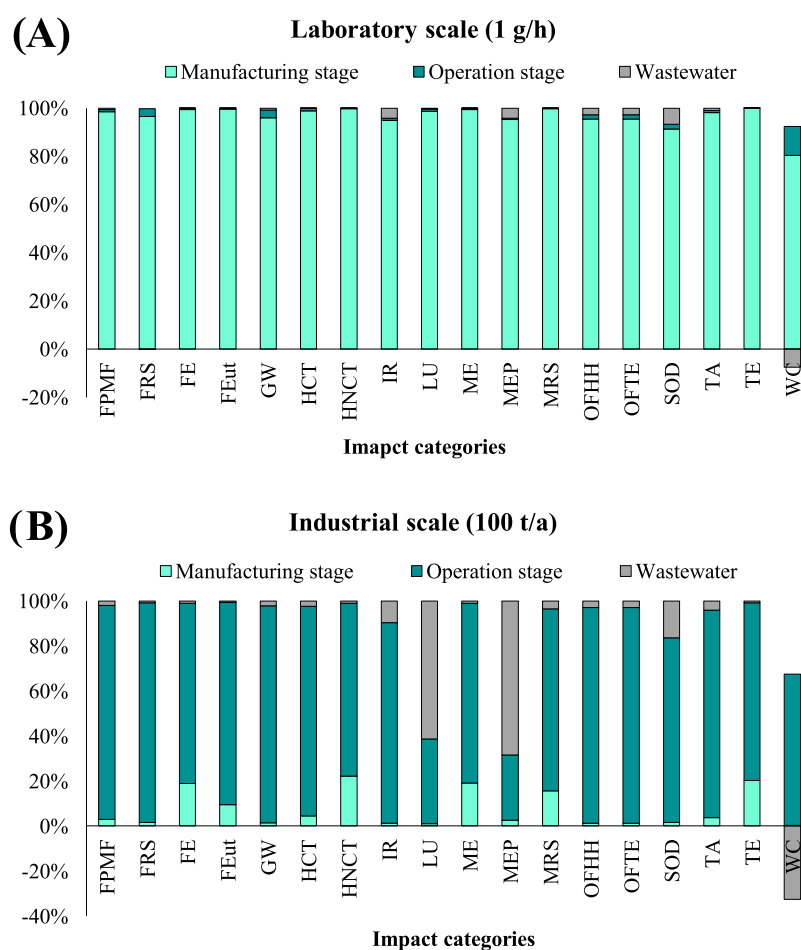 (A)
Laboratory scale (1 g/h)
Manufacturing stage Operation stage Wastewater
100%
80%
60%
40%
20%
0%
-20%
FPMF FRS FE FEut GW HCT HNCT IR LU ME MEP MRS OFHH OFTE SOD TA TE WC
Imapct categories
(B)
Industrial scale (100 t/a)
Manufacturing stage Operation stage Wastewater
100%
80%
60%
40%
20%
0%
-20%
-40%
FPMF FRS FE FEut GW HCT HNCT IR LU ME MEP MRS OFHH OFTE SOD TA TE WC
Impact categories